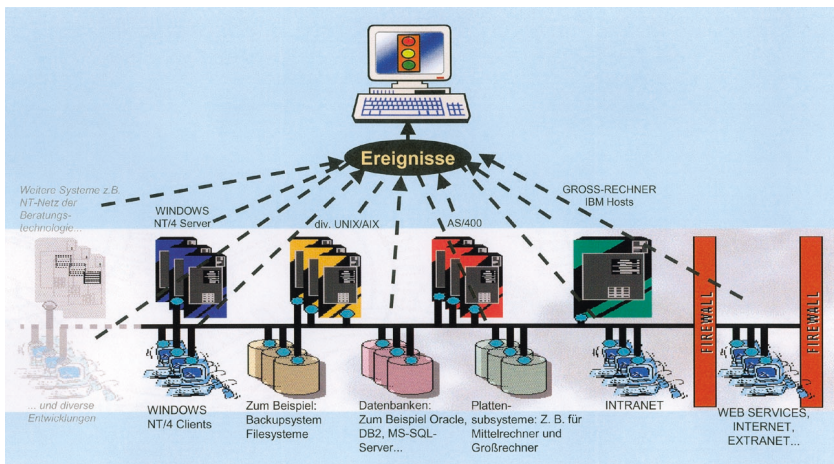 Ereignisse
Weitere Systeme z.B.
NT-Netz der
Beratungs-
technologie...
WINDOWS
NT/4 Server
div. UNIX/AIX
AS/400
GROSS-RECHNER
IBM Hosts
FIREWALL
FIREWALL
... und diverse
Entwicklungen
WINDOWS
NT/4 Clients
Zum Beispiel:
Backupsystem
Filesysteme
Datenbanken:
Zum Beispiel Oracle,
DB2, MS-SQL-
Server...
Platten-
subsysteme: Z. B. für
Mittelrechner und
Großrechner
INTRANET
WEB SERVICES,
INTERNET,
EXTRANET...